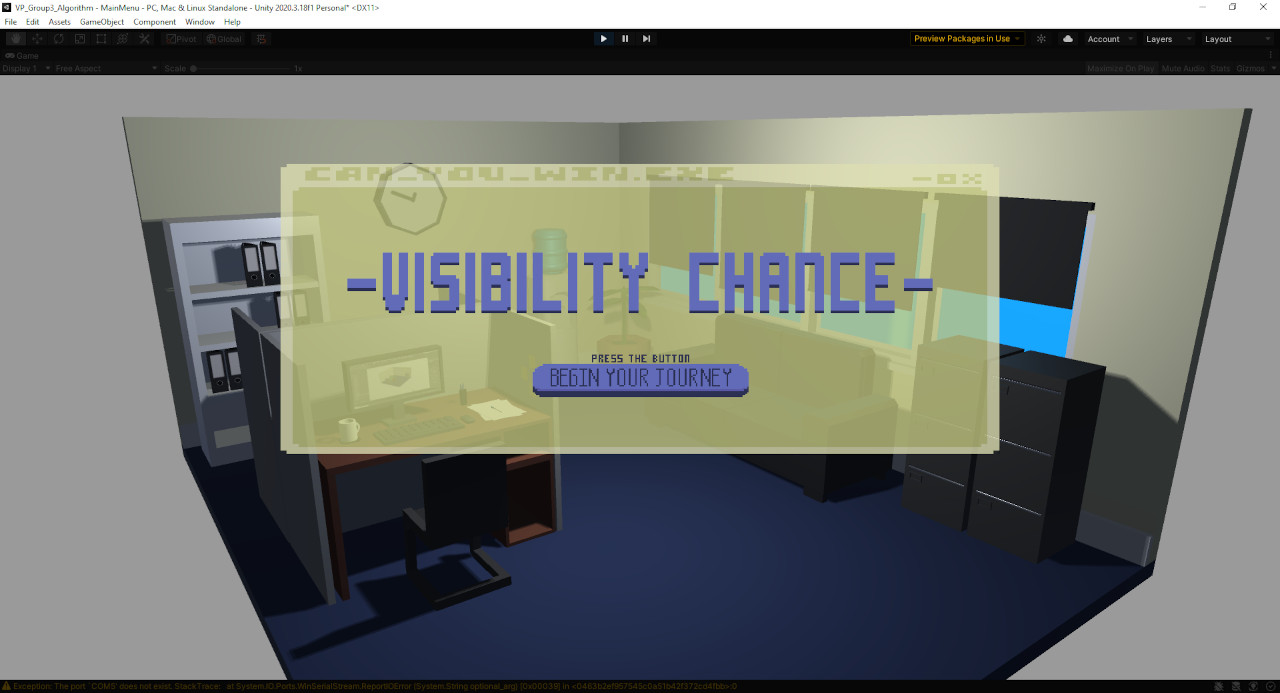 VP_Group3_Algorithm - MainMenu - PC, Mac & Linux Standalone - Unity 2020.3.18f1 Personal* <DX11>
File Edit Assets GameObject Component Window Help
Pivot Global Preview Packages in Use Account Layers Layout
Game
Display 1 Free Aspect Scale 1x Maximize On Play Mute Audio Stats Gizmos
CAN_YOU_WIN.EXE
-VISIBILITY CHANCE-
PRESS THE BUTTON
BEGIN YOUR JOURNEY
Exception: The port `COM5' does not exist. StackTrace: at System.IO.Ports.WinSerialStream.ReportIOError (System.String optional_arg) [0x00039] in